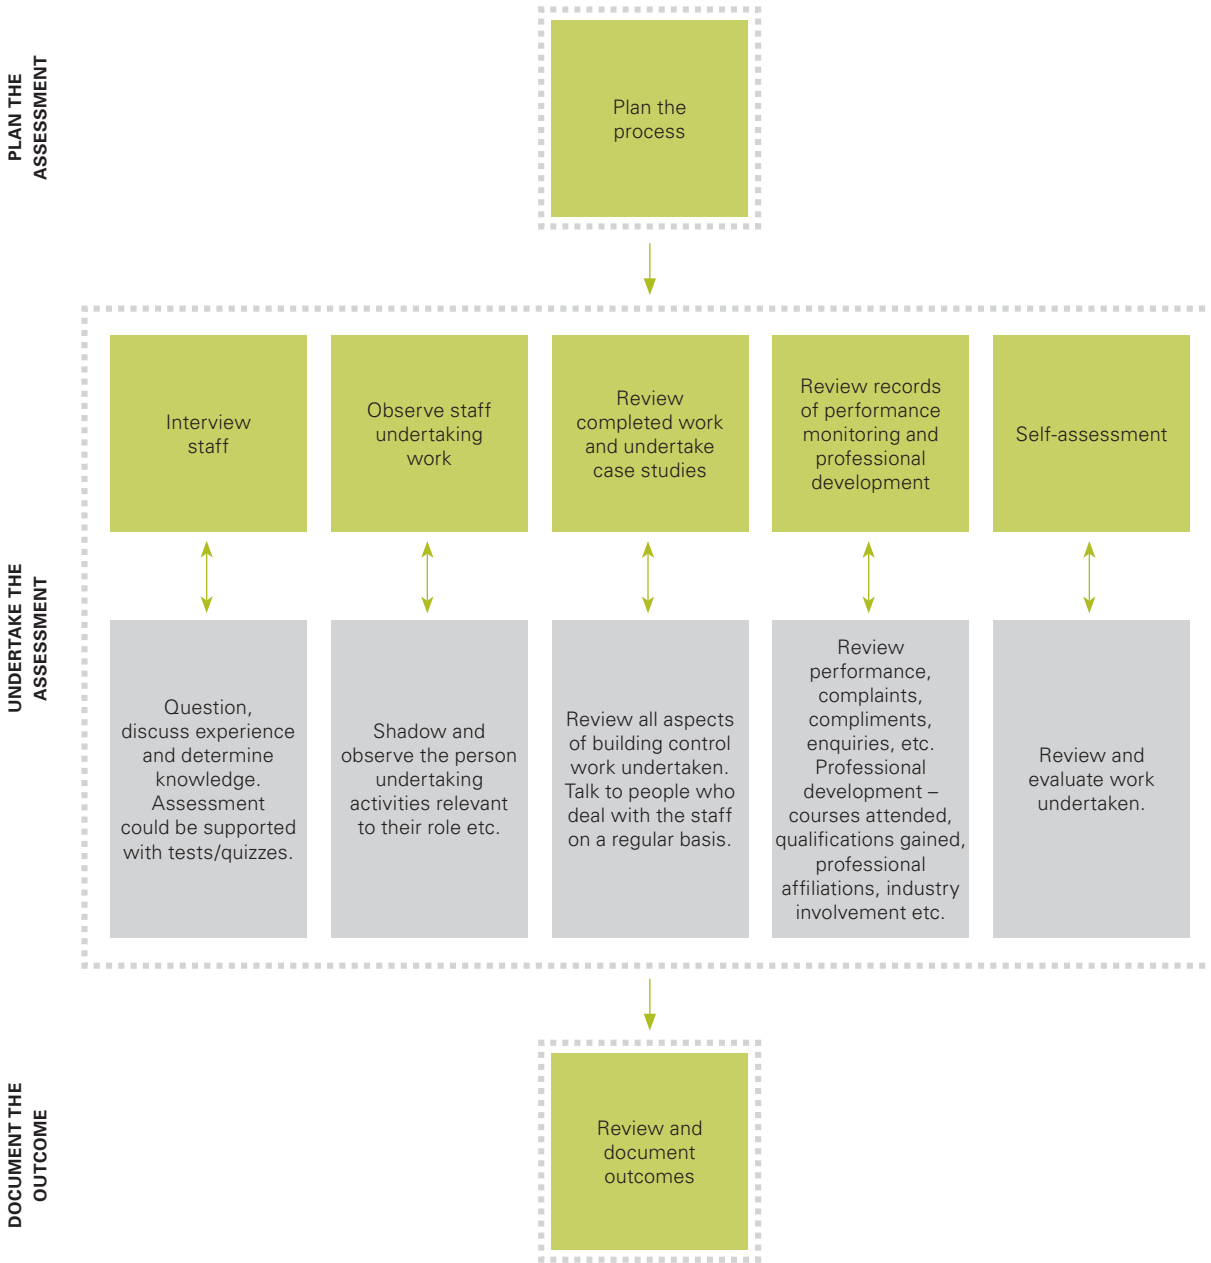 PLAN THE
ASSESSMENT
Plan the
process
UNDERTAKE THE
ASSESSMENT
Interview
staff
Observe staff
undertaking
work
Review
completed work
and undertake
case studies
Review records
of performance
monitoring and
professional
development
Self-assessment
Question,
discuss experience
and determine
knowledge.
Assessment
could be supported
with tests/quizzes.
Shadow and
observe the person
undertaking
activities relevant
to their role etc.
Review all aspects
of building control
work undertaken.
Talk to people who
deal with the staff
on a regular basis.
Review
performance,
complaints,
compliments,
enquiries, etc.
Professional
development –
courses attended,
qualifications gained,
professional
affiliations, industry
involvement etc.
Review and
evaluate work
undertaken.
DOCUMENT THE
OUTCOME
Review and
document
outcomes